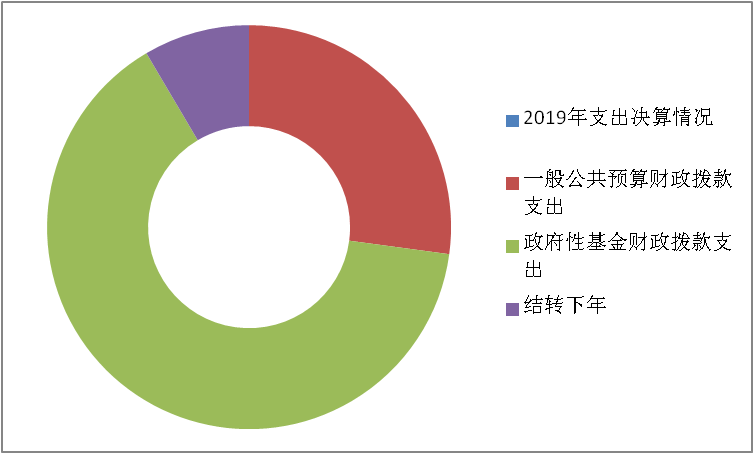 2019年支出决算情况
一般公共预算财政拨款
支出
政府性基金财政拨款支
出
结转下年